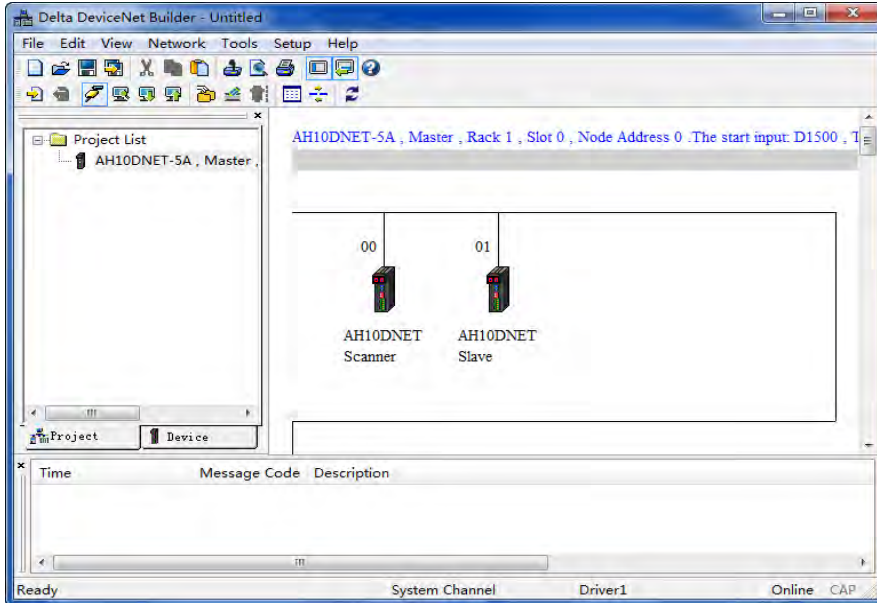 Delta DeviceNet Builder - Untitled
File Edit View Network Tools Setup Help
Project List
AH10DNET-5A , Master ,
AH10DNET-5A , Master , Rack 1 , Slot 0 , Node Address 0 .The start input: D1500 , T
00 01
AH10DNET AH10DNET
Scanner Slave
Project Device
Time Message Code Description
Ready System Channel Driver1 Online CAP